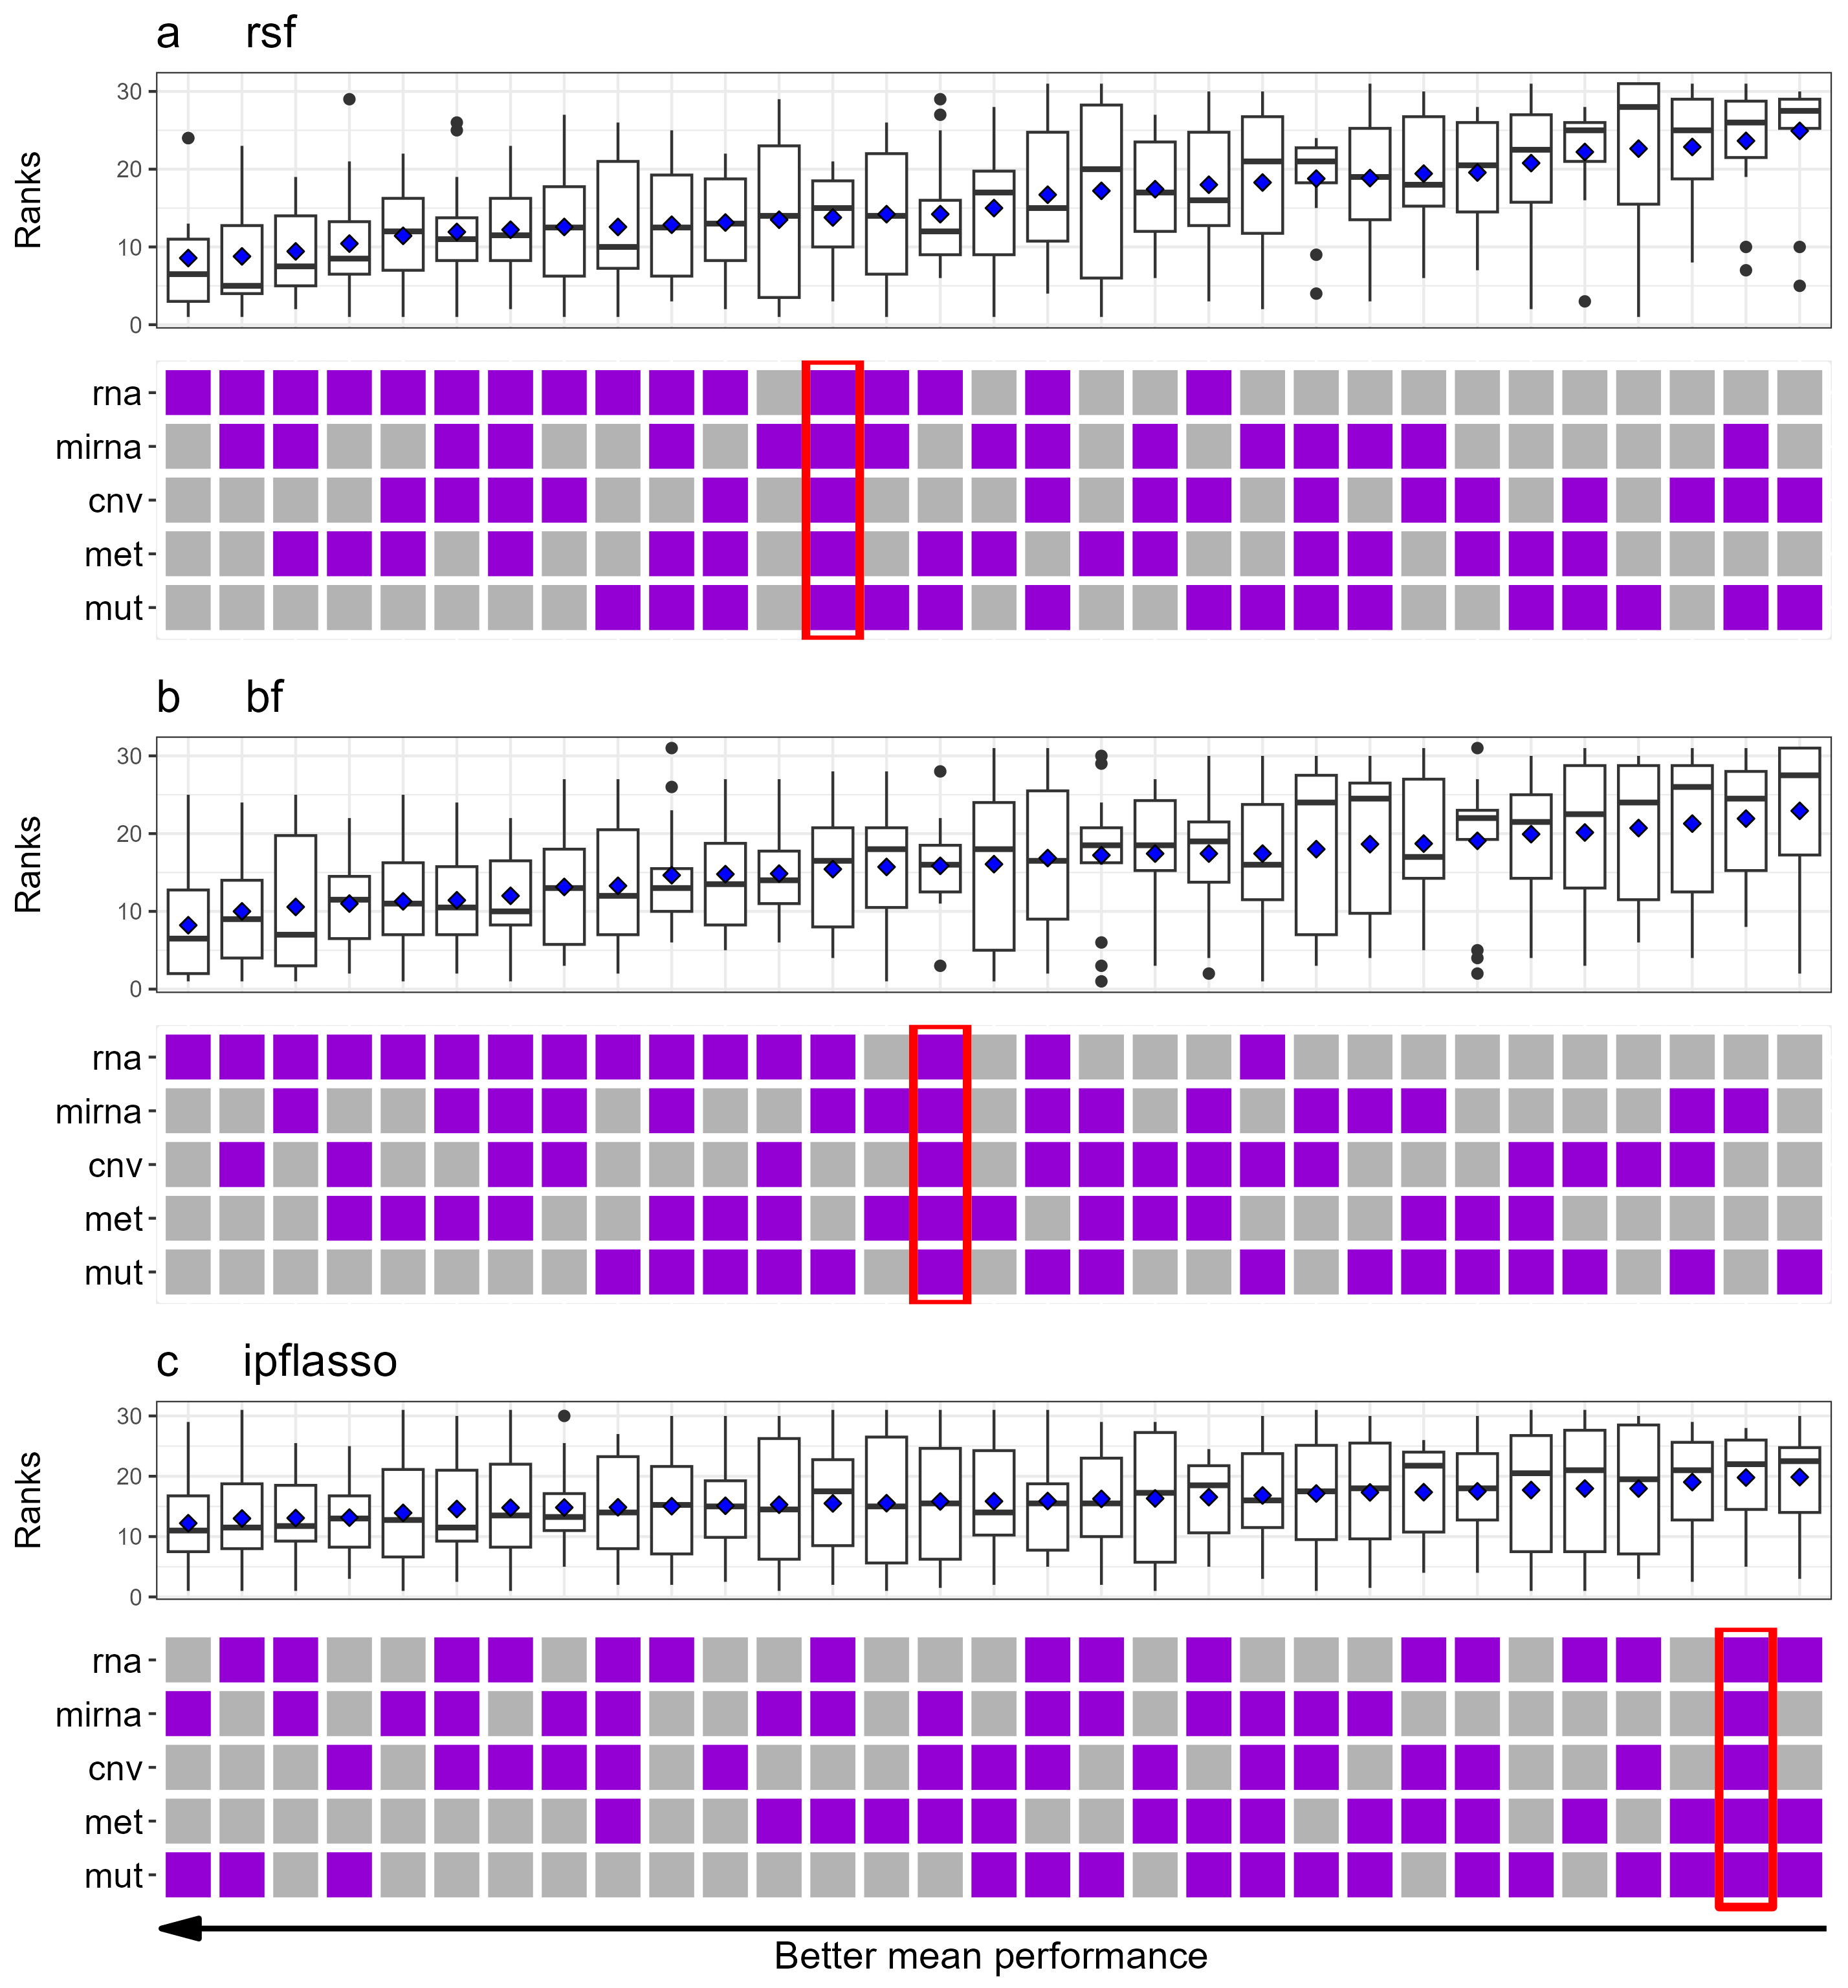 a rsf
Ranks
30
20
10
0
rna
mirna
cnv
met
mut
b bf
Ranks
30
20
10
0
rna
mirna
cnv
met
mut
c ipflasso
Ranks
30
20
10
0
rna
mirna
cnv
met
mut
Better mean performance